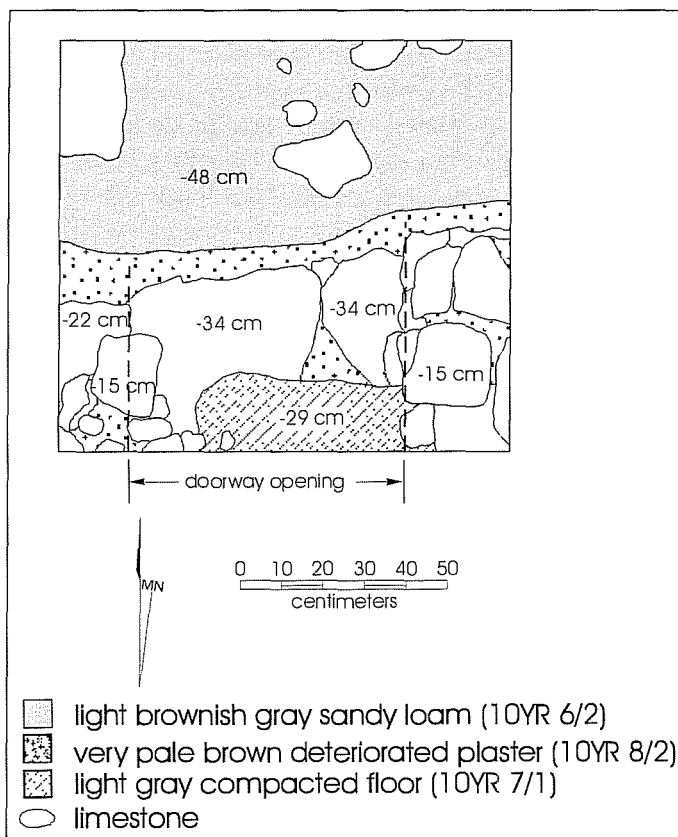 -48 cm
-22 cm
-34 cm
-34 cm
-15 cm
-15 cm
-29 cm
doorway opening
MN
0 10 20 30 40 50
centimeters
light brownish gray sandy loam (10YR 6/2)
very pale brown deteriorated plaster (10YR 8/2)
light gray compacted floor (10YR 7/1)
limestone